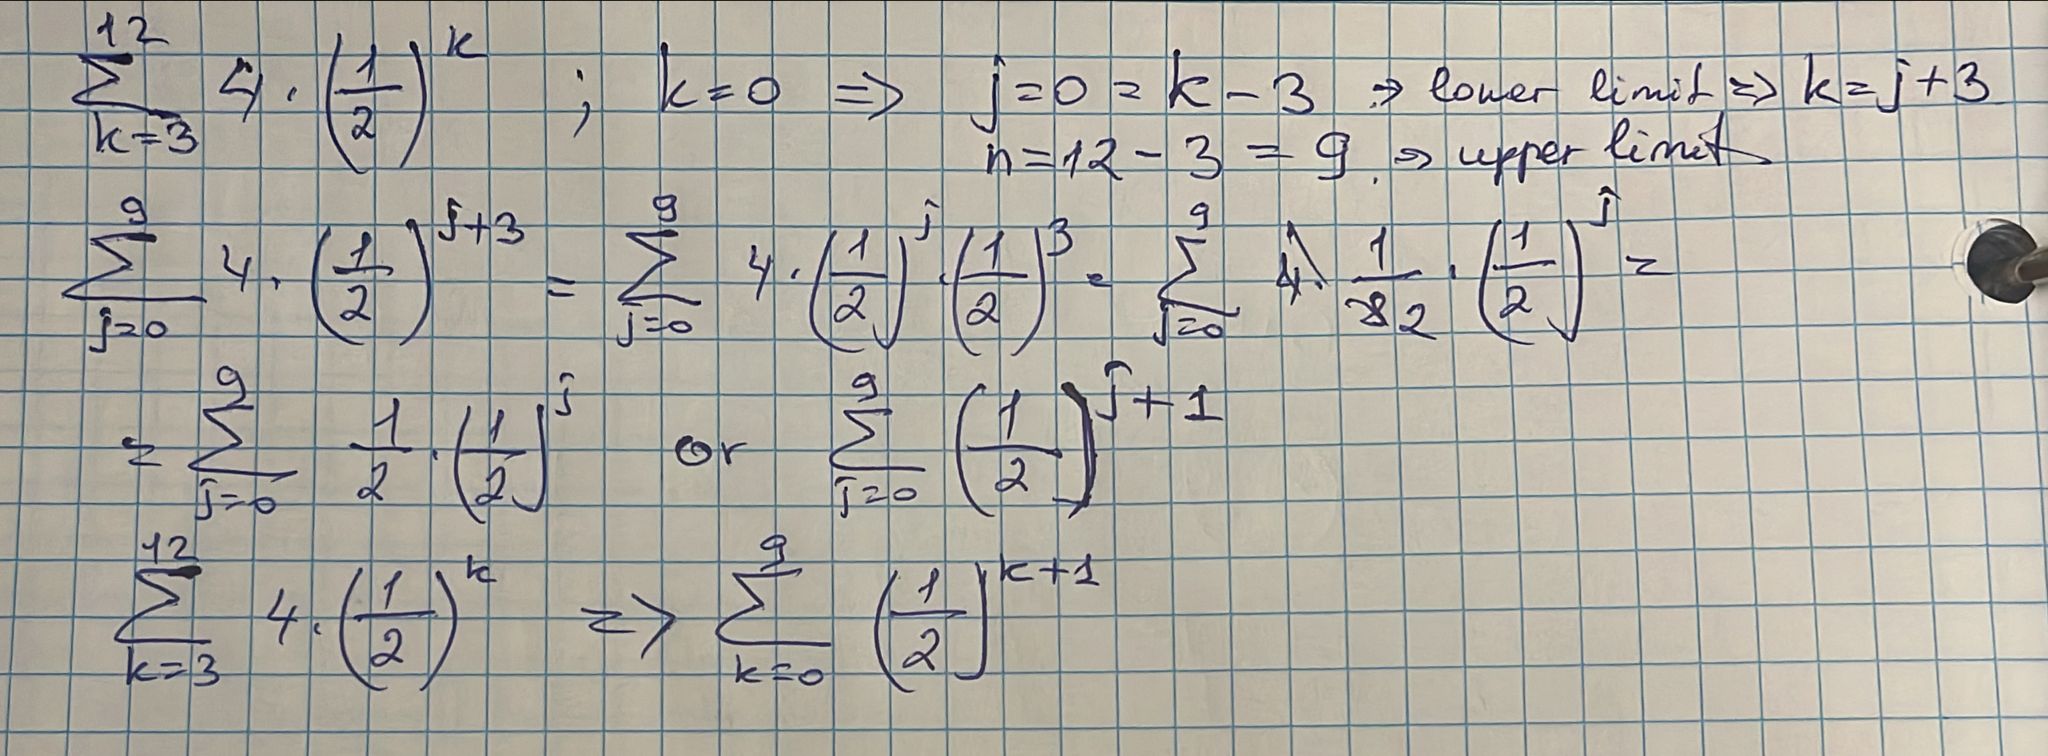 \sum_{k=3}^{12} 4 \cdot \left(\frac{1}{2}\right)^k ; k=0 => j=0=k-3 => lower limit => k=j+3
n=12-3=9. => upper limit
\sum_{j=0}^{9} 4 \cdot \left(\frac{1}{2}\right)^{j+3} = \sum_{j=0}^{9} 4 \cdot \left(\frac{1}{2}\right)^j \cdot \left(\frac{1}{2}\right)^3 = \sum_{j=0}^{9} \cancel{4} \cdot \frac{1}{\cancel{8} 2} \cdot \left(\frac{1}{2}\right)^j =
= \sum_{j=0}^{9} \frac{1}{2} \cdot \left(\frac{1}{2}\right)^j or \sum_{j=0}^{9} \left(\frac{1}{2}\right)^{j+1}
\sum_{k=3}^{12} 4 \cdot \left(\frac{1}{2}\right)^k => \sum_{k=0}^{9} \left(\frac{1}{2}\right)^{k+1}